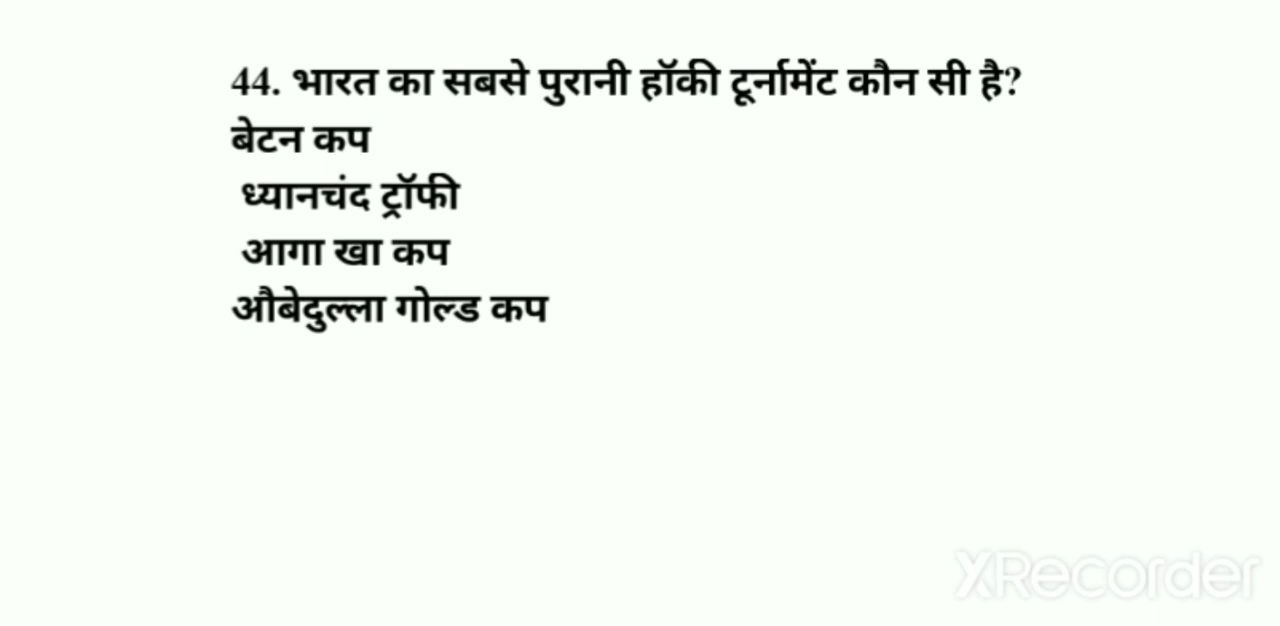 44. भारत का सबसे पुरानी हॉकी टूर्नामेंट कौन सी है?
बेटन कप
ध्यानचंद ट्रॉफी
आगा खा कप
औबेदुल्ला गोल्ड कप
XRecorder